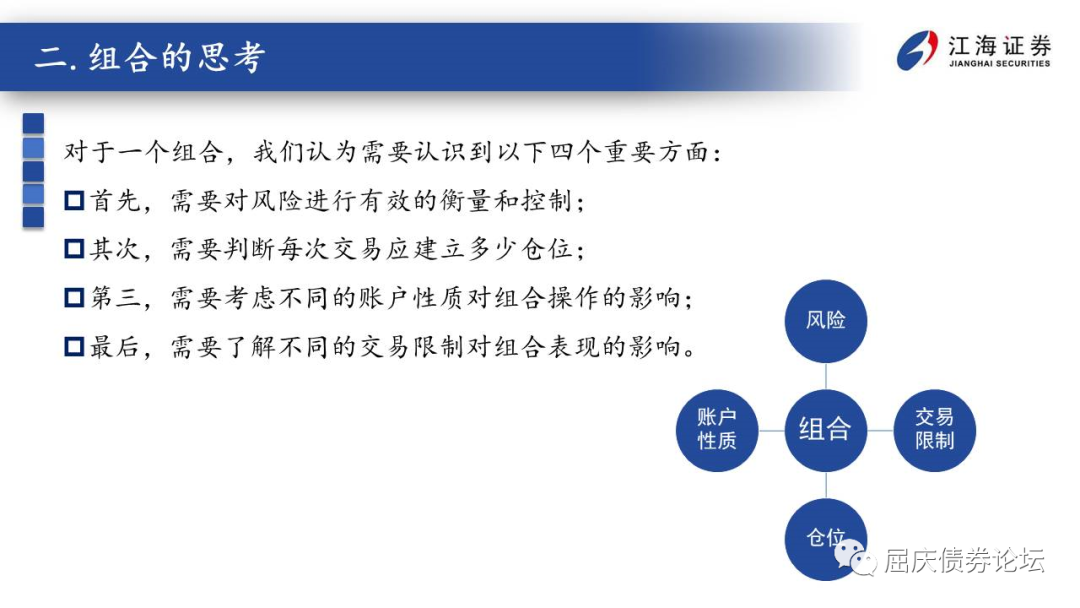 二.组合的思考
江海证券
JIANGHAI SECURITIES
对于一个组合，我们认为需要认识到以下四个重要方面：
首先，需要对风险进行有效的衡量和控制；
其次，需要判断每次交易应建立多少仓位；
第三，需要考虑不同的账户性质对组合操作的影响；
最后，需要了解不同的交易限制对组合表现的影响。
风险
账户
性质
组合
交易
限制
仓位
屈庆债券论坛